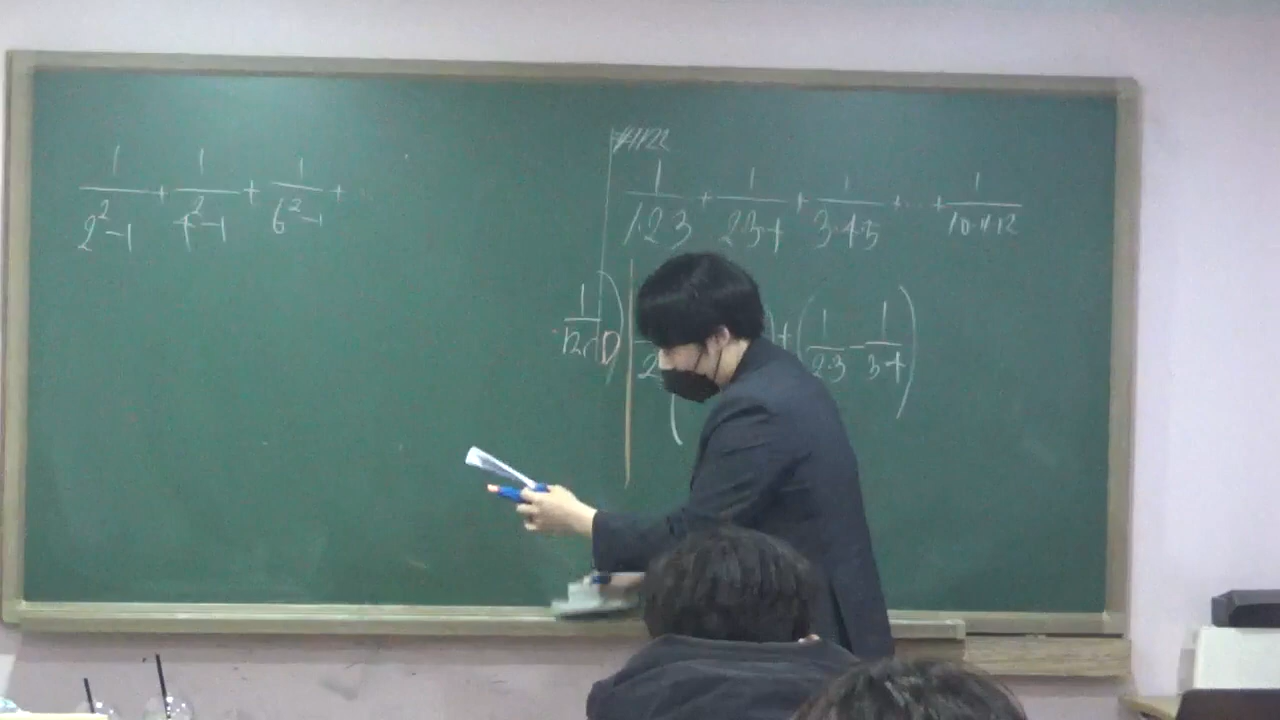 1/(2²-1) + 1/(4²-1) + 1/(6²-1) +
1/(1·2·3) + 1/(2·3·4) + 1/(3·4·5) + ... + 1/(10·11·12)
+ (1/(2·3) - 1/(3·4))